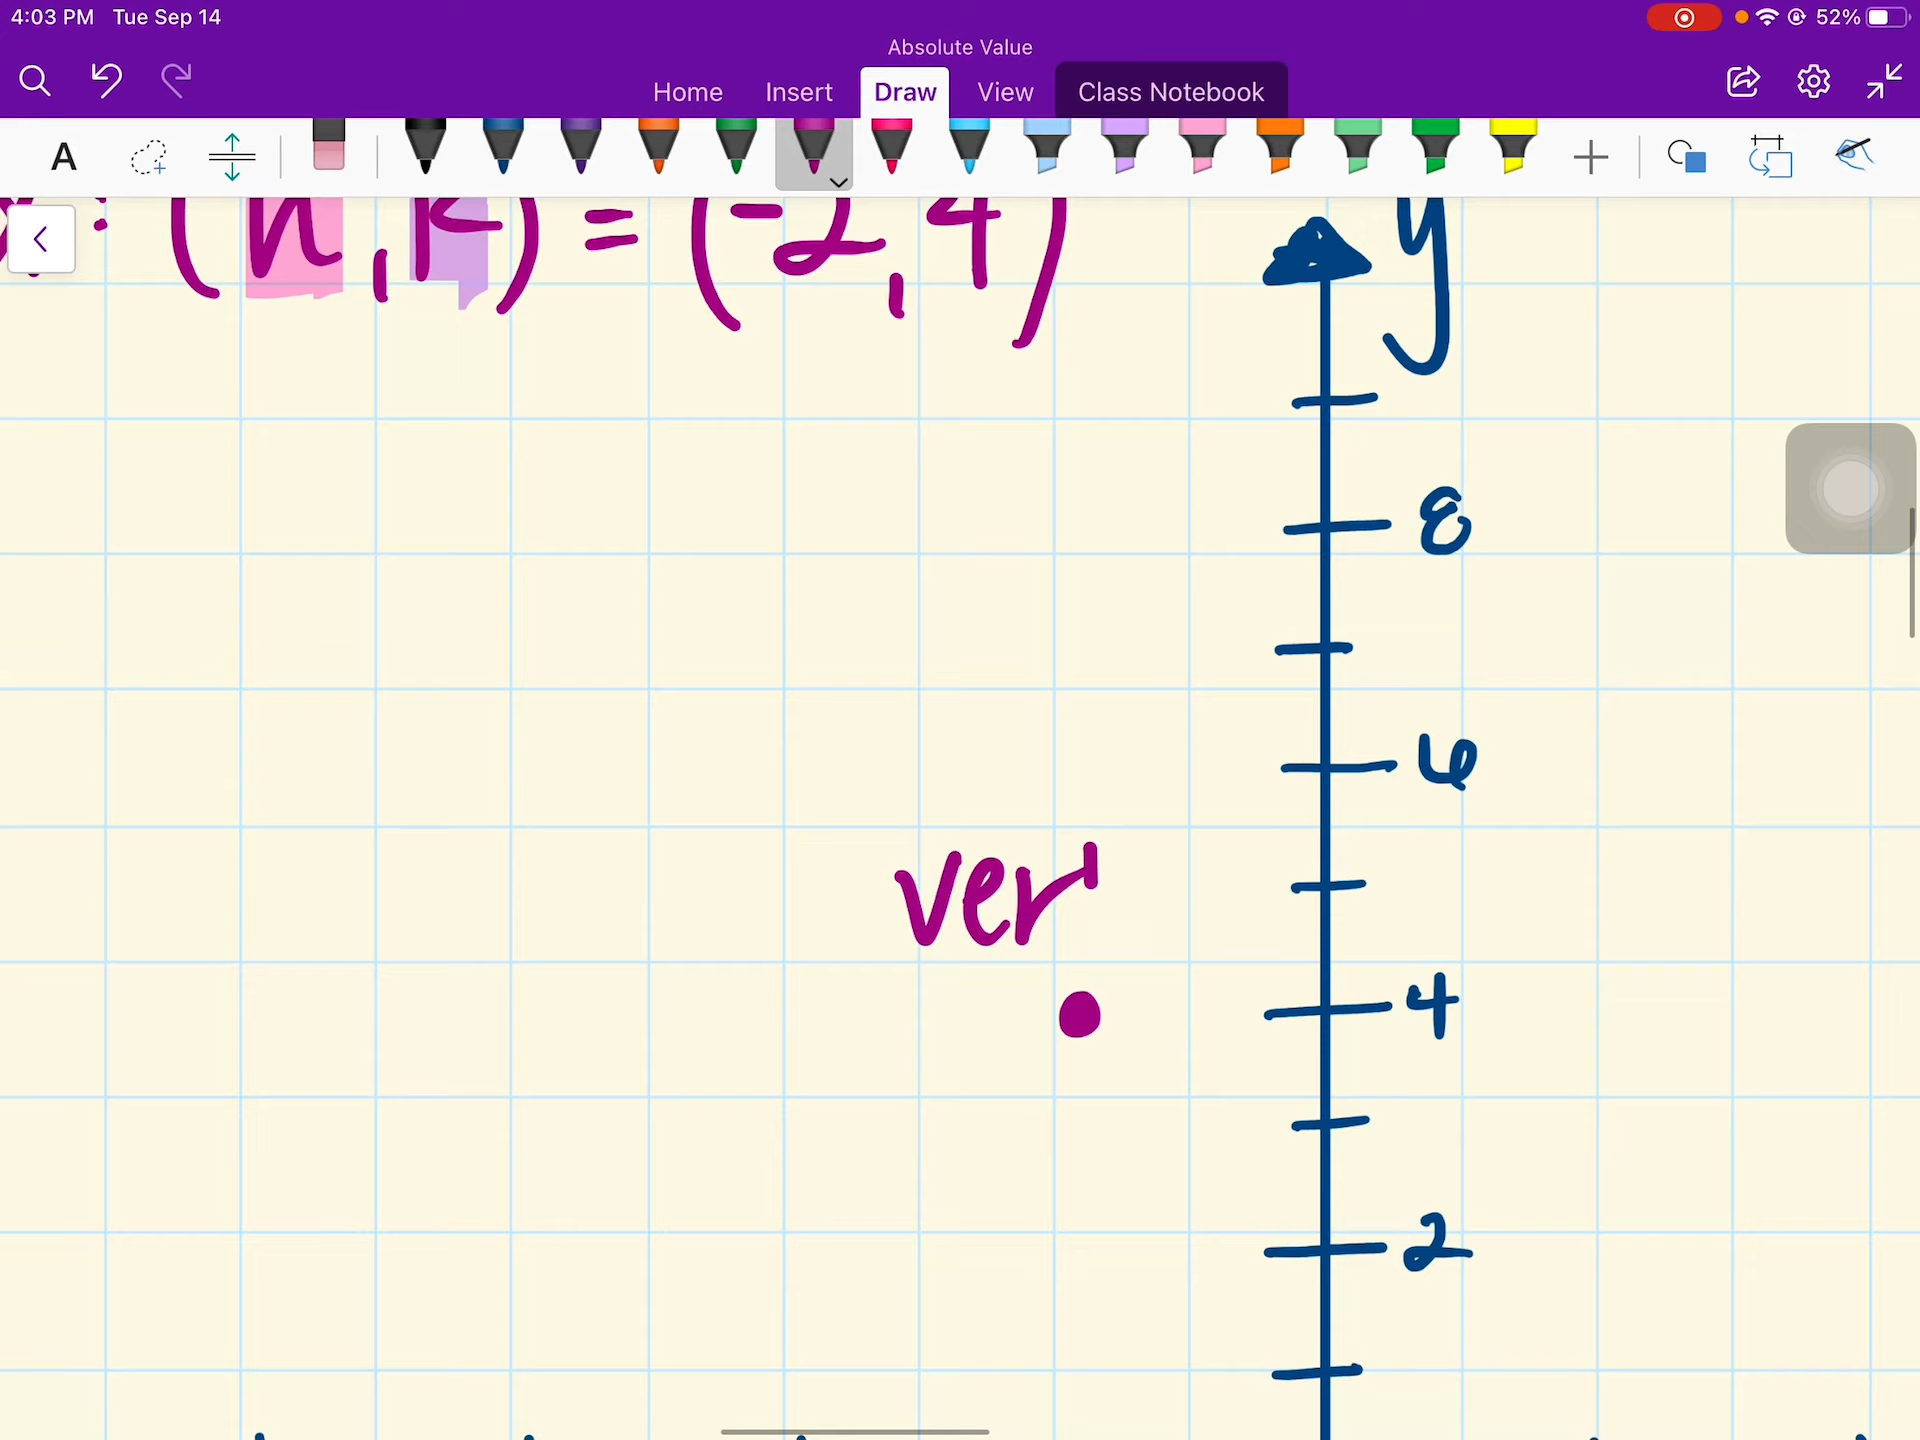 4:03 PM Tue Sep 14 52%
Absolute Value
Home Insert Draw View Class Notebook
A
: (h, k) = (-2, 4)
y
8
6
ver
4
2